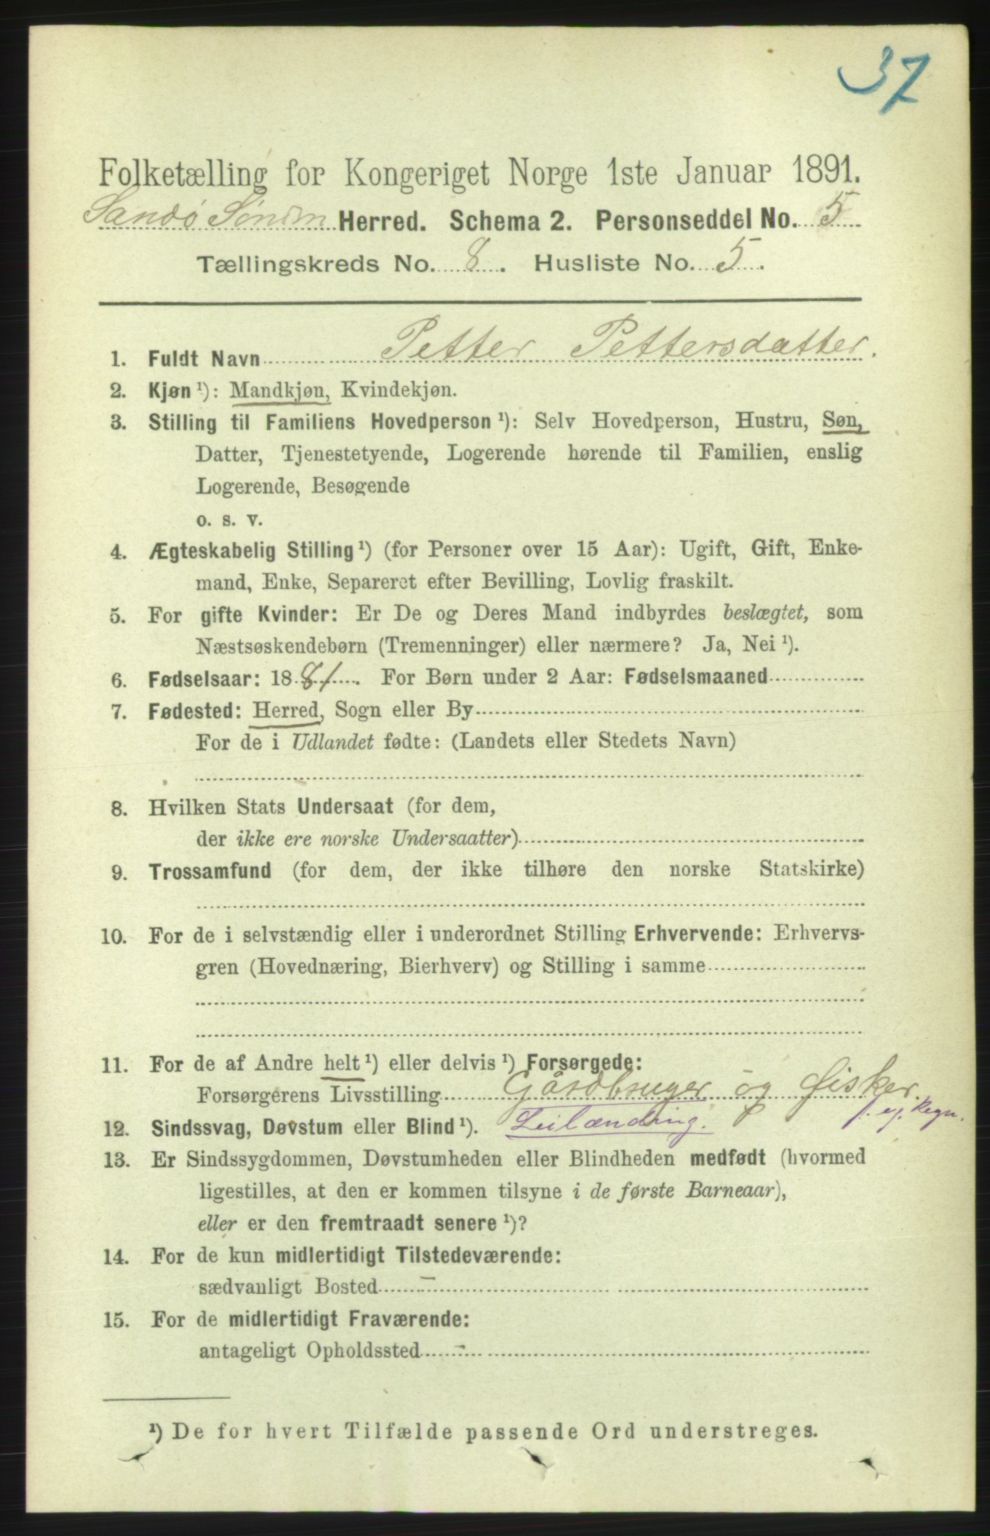 37
Folketælling for Kongeriget Norge 1ste Januar 1891.
Sandø Herred. Schema 2. Personseddel No. 5
Tællingskreds No. 8. Husliste No. 5.
1. Fuldt Navn Petter Pettersdatter.
2. Kjøn ¹): Mandkjøn, Kvindekjøn.
3. Stilling til Familiens Hovedperson ¹): Selv Hovedperson, Hustru, Søn,
Datter, Tjenestetyende, Logerende hørende til Familien, enslig
Logerende, Besøgende
o. s. v.
4. Ægteskabelig Stilling ¹) (for Personer over 15 Aar): Ugift, Gift, Enke-
mand, Enke, Separeret efter Bevilling, Lovlig fraskilt.
5. For gifte Kvinder: Er De og Deres Mand indbyrdes beslægtet, som
Næstsøskendebørn (Tremenninger) eller nærmere? Ja, Nei ¹).
6. Fødselsaar: 1881. For Børn under 2 Aar: Fødselsmaaned
7. Fødested: Herred, Sogn eller By
For de i Udlandet fødte: (Landets eller Stedets Navn)
8. Hvilken Stats Undersaat (for dem,
der ikke ere norske Undersaatter)
9. Trossamfund (for dem, der ikke tilhøre den norske Statskirke)
10. For de i selvstændig eller i underordnet Stilling Erhvervende: Erhvervs-
gren (Hovednæring, Bierhverv) og Stilling i samme
11. For de af Andre helt ¹) eller delvis ¹) Forsørgede:
Forsørgerens Livsstilling Gårdbruger og Fisker.
f. eg. Regn.
12. Sindssvag, Døvstum eller Blind ¹). Leilænding.
13. Er Sindssygdommen, Døvstumheden eller Blindheden medfødt (hvormed
ligestilles, at den er kommen tilsyne i de første Barneaar),
eller er den fremtraadt senere ¹)?
14. For de kun midlertidigt Tilstedeværende:
sædvanligt Bosted –
15. For de midlertidigt Fraværende:
antageligt Opholdssted –
¹) De for hvert Tilfælde passende Ord understreges.